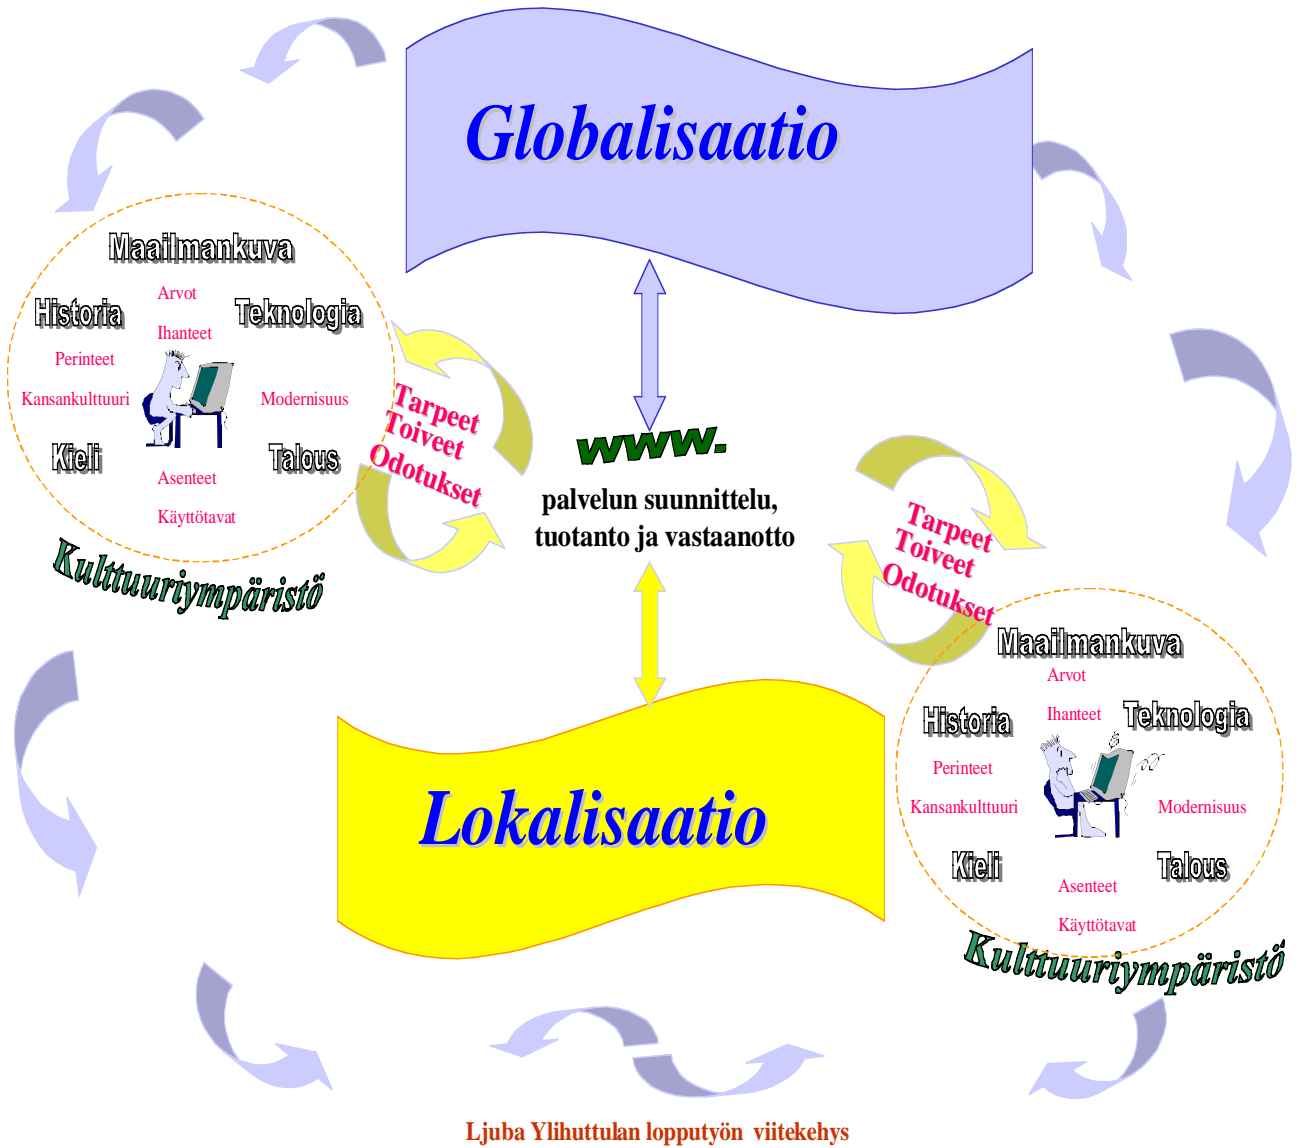 Globalisaatio
Maailmankuva
Arvot
Historia
Teknologia
Ihanteet
Perinteet
Kansankulttuuri
Modernisuus
Kieli
Talous
Asenteet
Käyttötavat
Kulttuuriympäristö
Tarpeet
Toiveet
Odotukset
www.
palvelun suunnittelu,
tuotanto ja vastaanotto
Tarpeet
Toiveet
Odotukset
Maailmankuva
Arvot
Historia
Ihanteet
Teknologia
Perinteet
Kansankulttuuri
Modernisuus
Kieli
Talous
Asenteet
Käyttötavat
Kulttuuriympäristö
Lokalisaatio
Ljuba Ylihuttulan lopputyön viitekehys